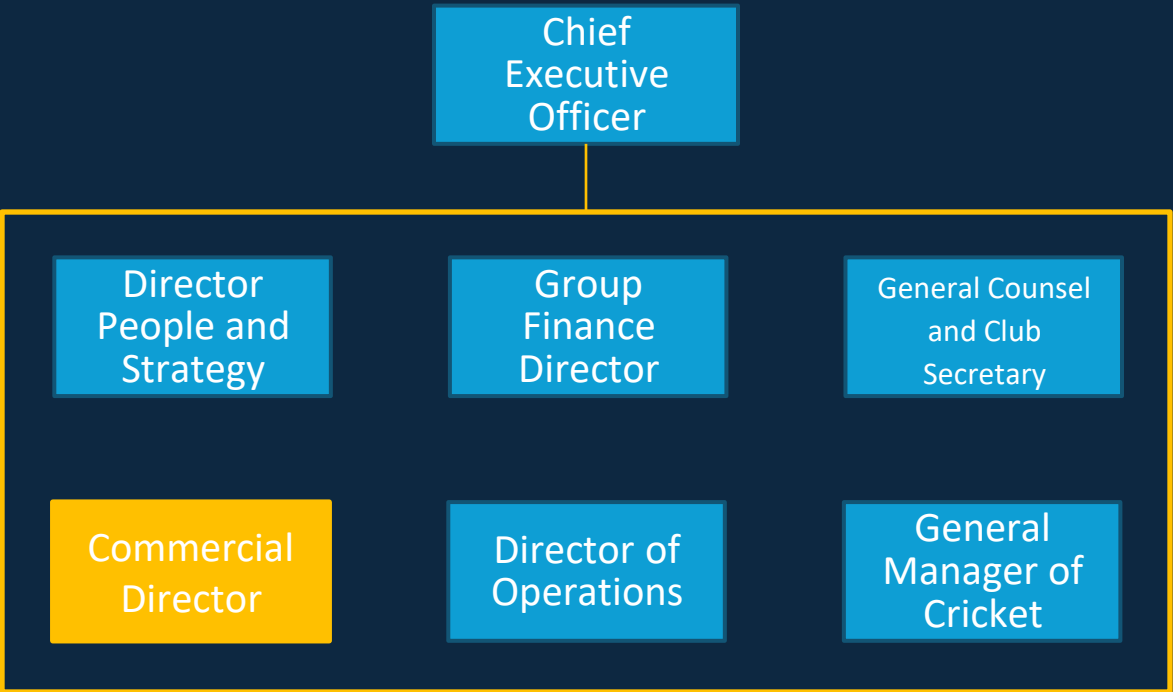 Chief
Executive
Officer
Director
People and
Strategy
Group
Finance
Director
General Counsel
and Club
Secretary
Commercial
Director
Director of
Operations
General
Manager of
Cricket